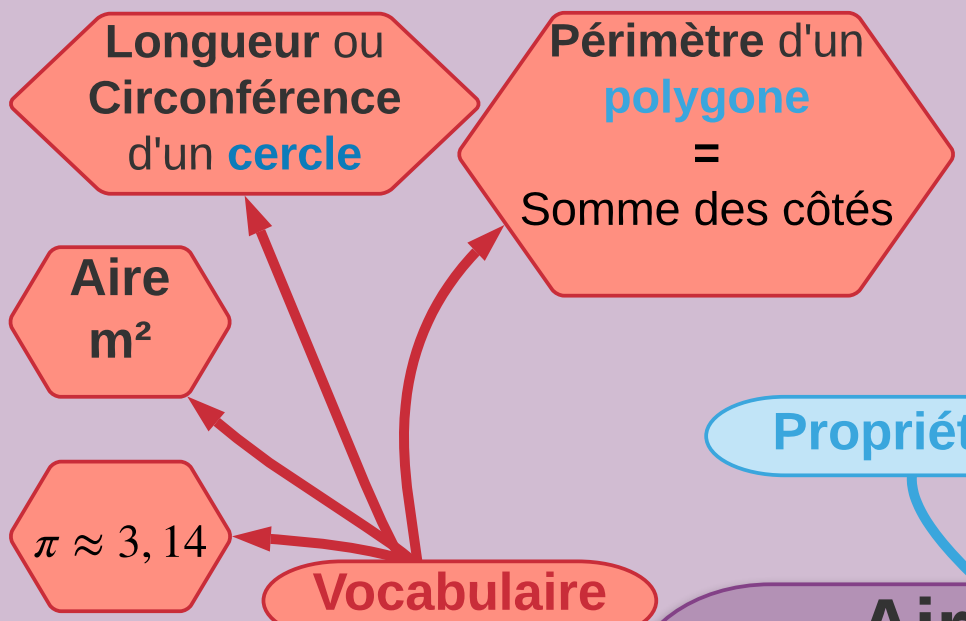 Longueur ou
Circonférence
d'un cercle
Périmètre d'un
polygone
=
Somme des côtés
Aire
m²
π ≈ 3, 14
Vocabulaire